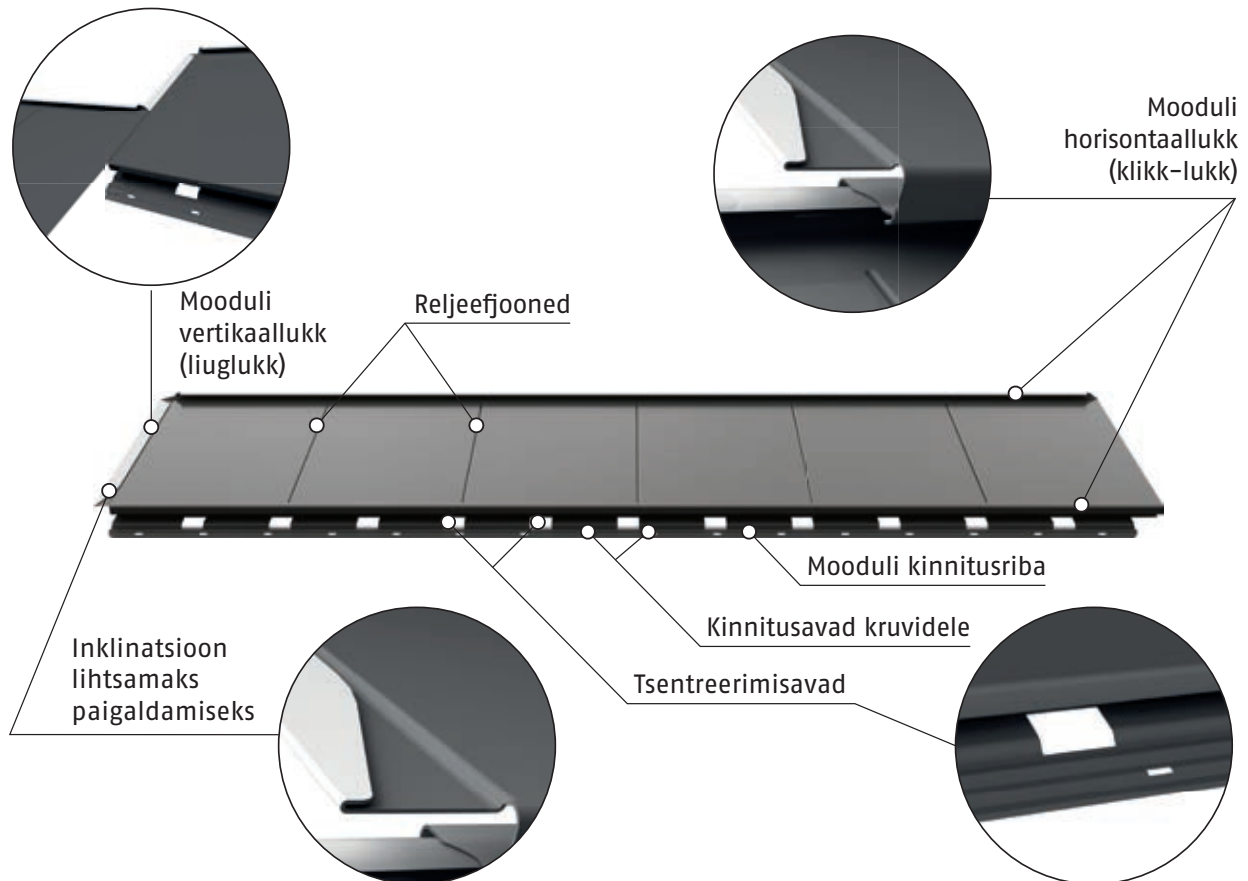 Mooduli
horisontaallukk
(klikk-lukk)
Mooduli
vertikaallukk
(liuglukk)
Reljeefjooned
Mooduli kinnitusriba
Kinnitusavad kruvidele
Tsentreerimisavad
Inklinatsioon
lihtsamaks
paigaldamiseks